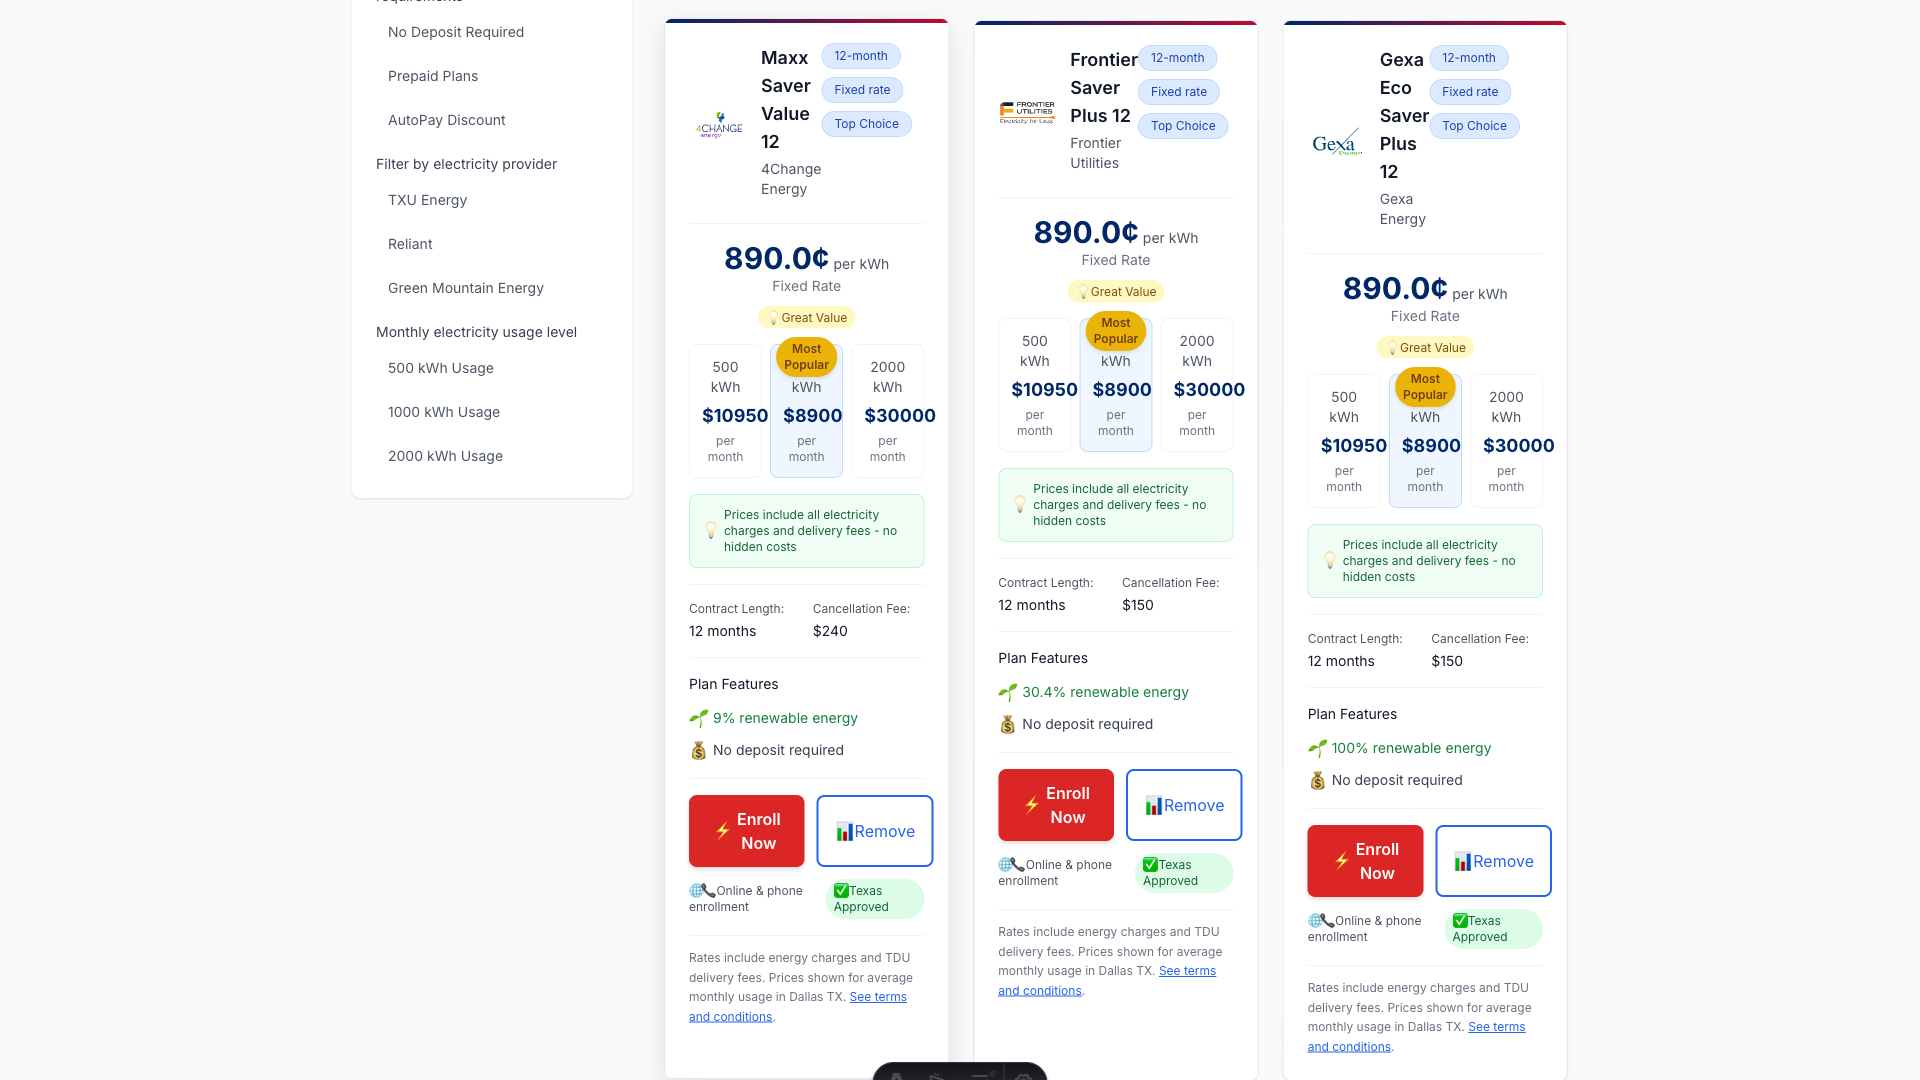 No Deposit Required
Prepaid Plans
AutoPay Discount
Filter by electricity provider
TXU Energy
Reliant
Green Mountain Energy
Monthly electricity usage level
500 kWh Usage
1000 kWh Usage
2000 kWh Usage
4CHANGE
energy
Maxx
Saver
Value
12
4Change
Energy
12-month
Fixed rate
Top Choice
890.0¢ per kWh
Fixed Rate
💡Great Value
500
kWh
$10950
per
month
Most
Popular
kWh
$8900
per
month
2000
kWh
$30000
per
month
💡 Prices include all electricity
charges and delivery fees - no
hidden costs
Contract Length:
12 months
Cancellation Fee:
$240
Plan Features
🌱 9% renewable energy
💰 No deposit required
⚡ Enroll
Now
📊Remove
🌐📞Online & phone
enrollment
✅Texas
Approved
Rates include energy charges and TDU
delivery fees. Prices shown for average
monthly usage in Dallas TX. See terms
and conditions.
FRONTIER
UTILITIES
Electricity for Less
Frontier
Saver
Plus 12
Frontier
Utilities
12-month
Fixed rate
Top Choice
890.0¢ per kWh
Fixed Rate
💡Great Value
500
kWh
$10950
per
month
Most
Popular
kWh
$8900
per
month
2000
kWh
$30000
per
month
💡 Prices include all electricity
charges and delivery fees - no
hidden costs
Contract Length:
12 months
Cancellation Fee:
$150
Plan Features
🌱 30.4% renewable energy
💰 No deposit required
⚡ Enroll
Now
📊Remove
🌐📞Online & phone
enrollment
✅Texas
Approved
Rates include energy charges and TDU
delivery fees. Prices shown for average
monthly usage in Dallas TX. See terms
and conditions.
Gexa
ENERGY
Gexa
Eco
Saver
Plus
12
Gexa
Energy
12-month
Fixed rate
Top Choice
890.0¢ per kWh
Fixed Rate
💡Great Value
500
kWh
$10950
per
month
Most
Popular
kWh
$8900
per
month
2000
kWh
$30000
per
month
💡 Prices include all electricity
charges and delivery fees - no
hidden costs
Contract Length:
12 months
Cancellation Fee:
$150
Plan Features
🌱 100% renewable energy
💰 No deposit required
⚡ Enroll
Now
📊Remove
🌐📞Online & phone
enrollment
✅Texas
Approved
Rates include energy charges and TDU
delivery fees. Prices shown for average
monthly usage in Dallas TX. See terms
and conditions.